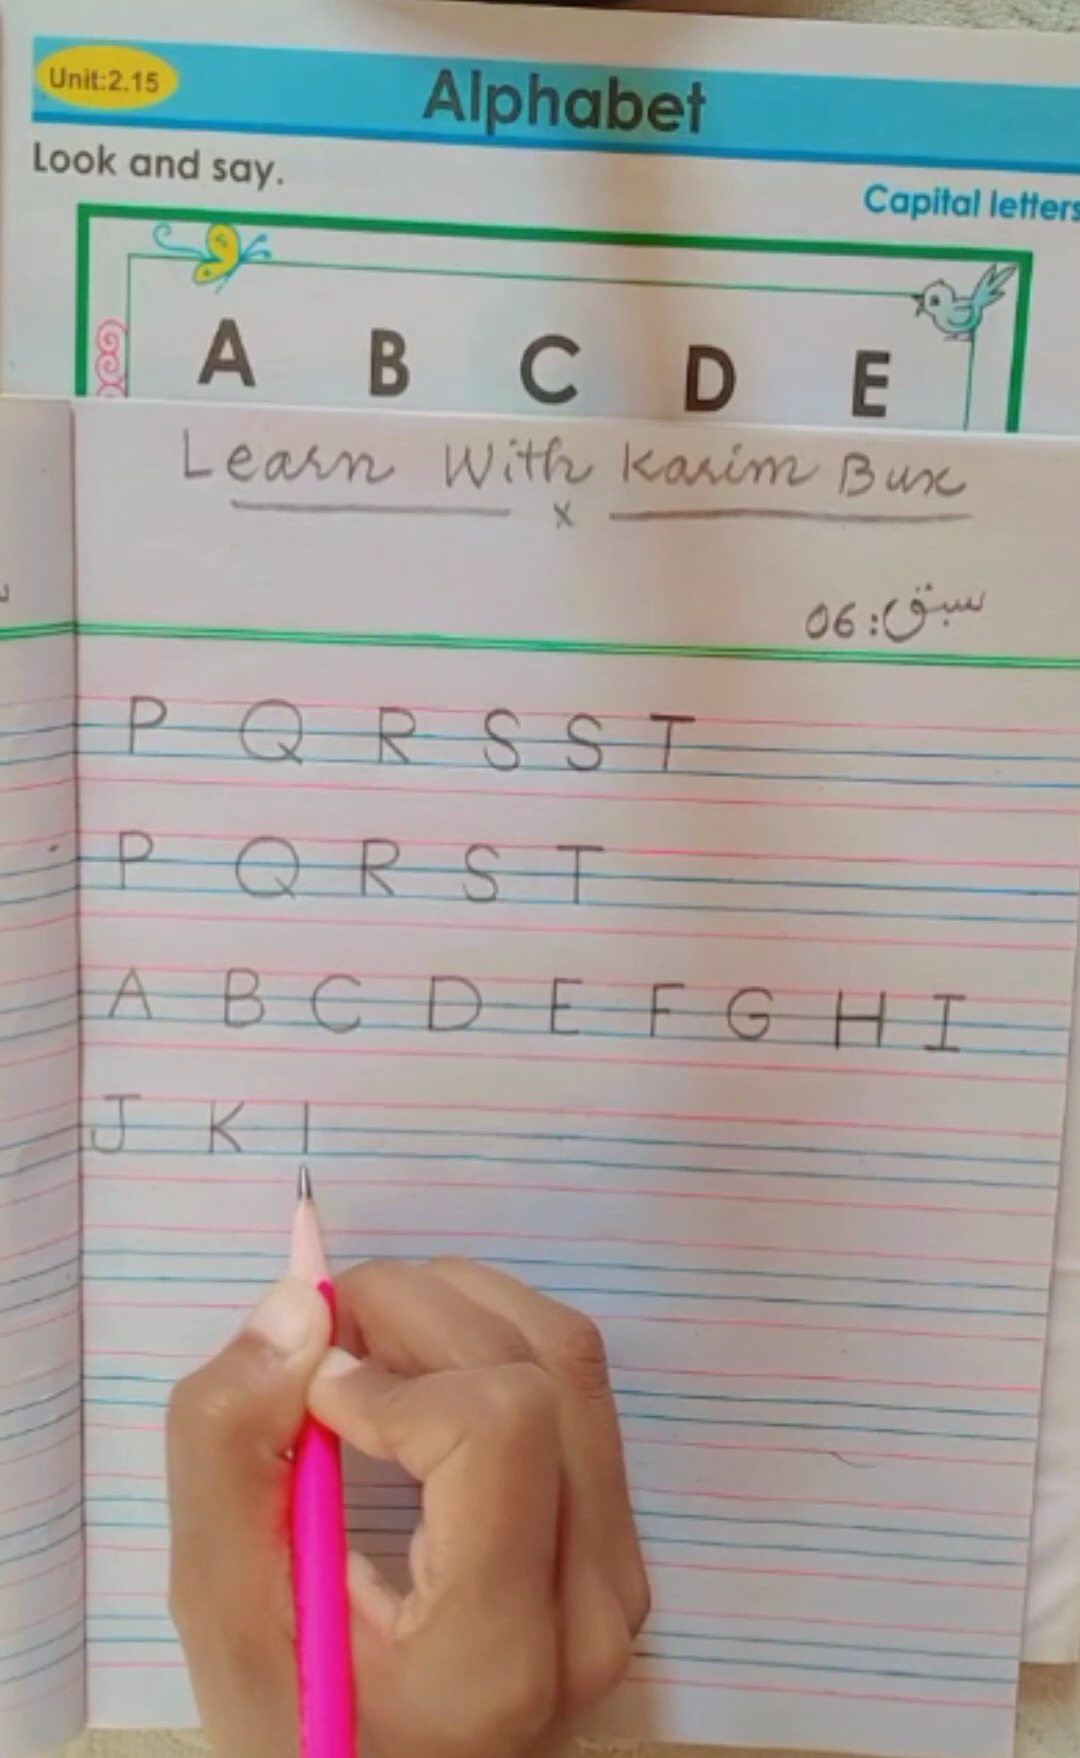 Unit:2.15
Alphabet
Look and say.
Capital letters
A B C D E
Learn With Karim Bux
x
سبق: 06
P Q R S S T
P Q R S T
A B C D E F G H I
J K l